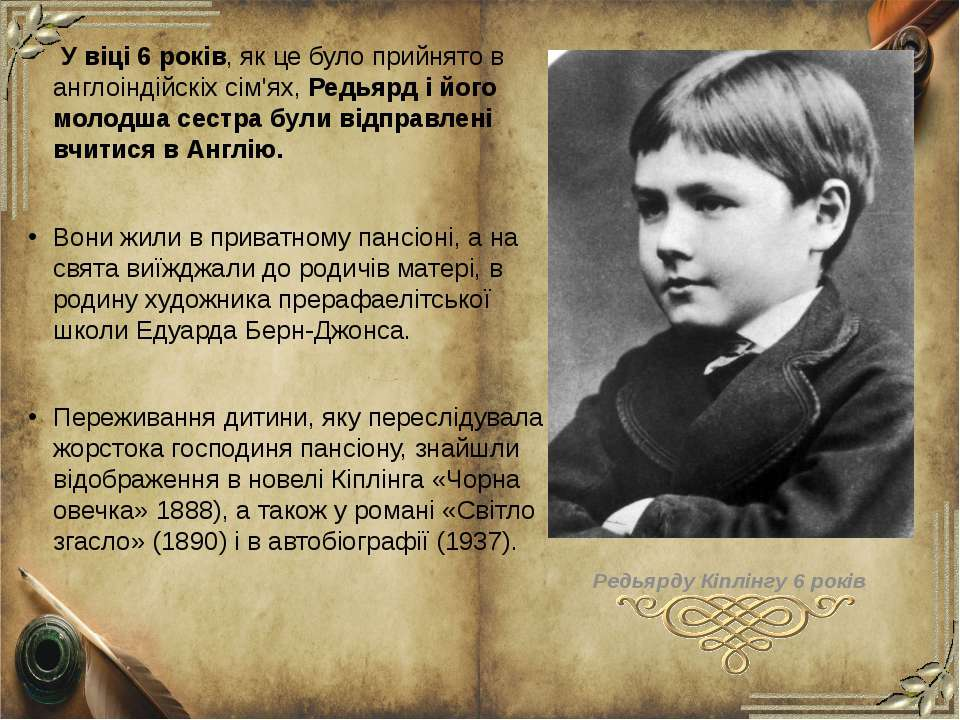 У віці 6 років, як це було прийнято в
англоіндійскіх сім'ях, Редьярд і його
молодша сестра були відправлені
вчитися в Англію.
• Вони жили в приватному пансіоні, а на
свята виїжджали до родичів матері, в
родину художника прерафаелітської
школи Едуарда Берн-Джонса.
• Переживання дитини, яку переслідувала
жорстока господиня пансіону, знайшли
відображення в новелі Кіплінга «Чорна
овечка» 1888), а також у романі «Світло
згасло» (1890) і в автобіографії (1937).
Редьярду Кіплінгу 6 років